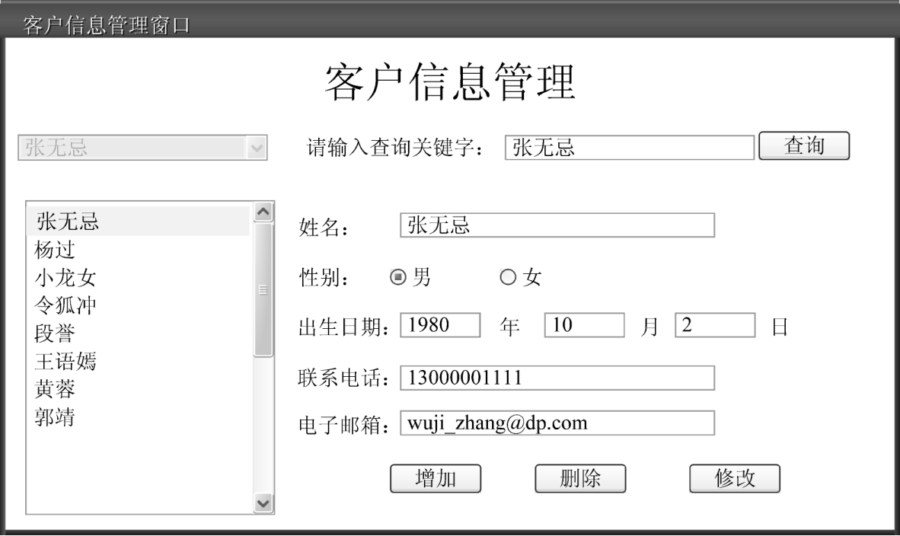 客户信息管理窗口
客户信息管理
张无忌
请输入查询关键字： 张无忌 查询
张无忌
杨过
小龙女
令狐冲
段誉
王语嫣
黄蓉
郭靖
姓名： 张无忌
性别： 男 女
出生日期： 1980 年 10 月 2 日
联系电话： 13000001111
电子邮箱： wuji_zhang@dp.com
增加 删除 修改